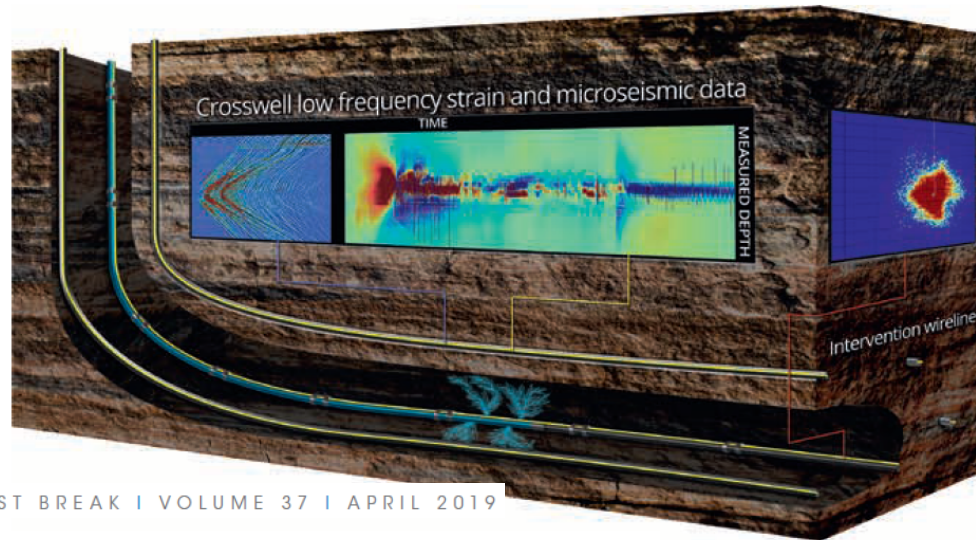 Crosswell low frequency strain and microseismic data
TIME
MEASURED DEPTH
Intervention wireline
ST BREAK I VOLUME 37 I APRIL 2019